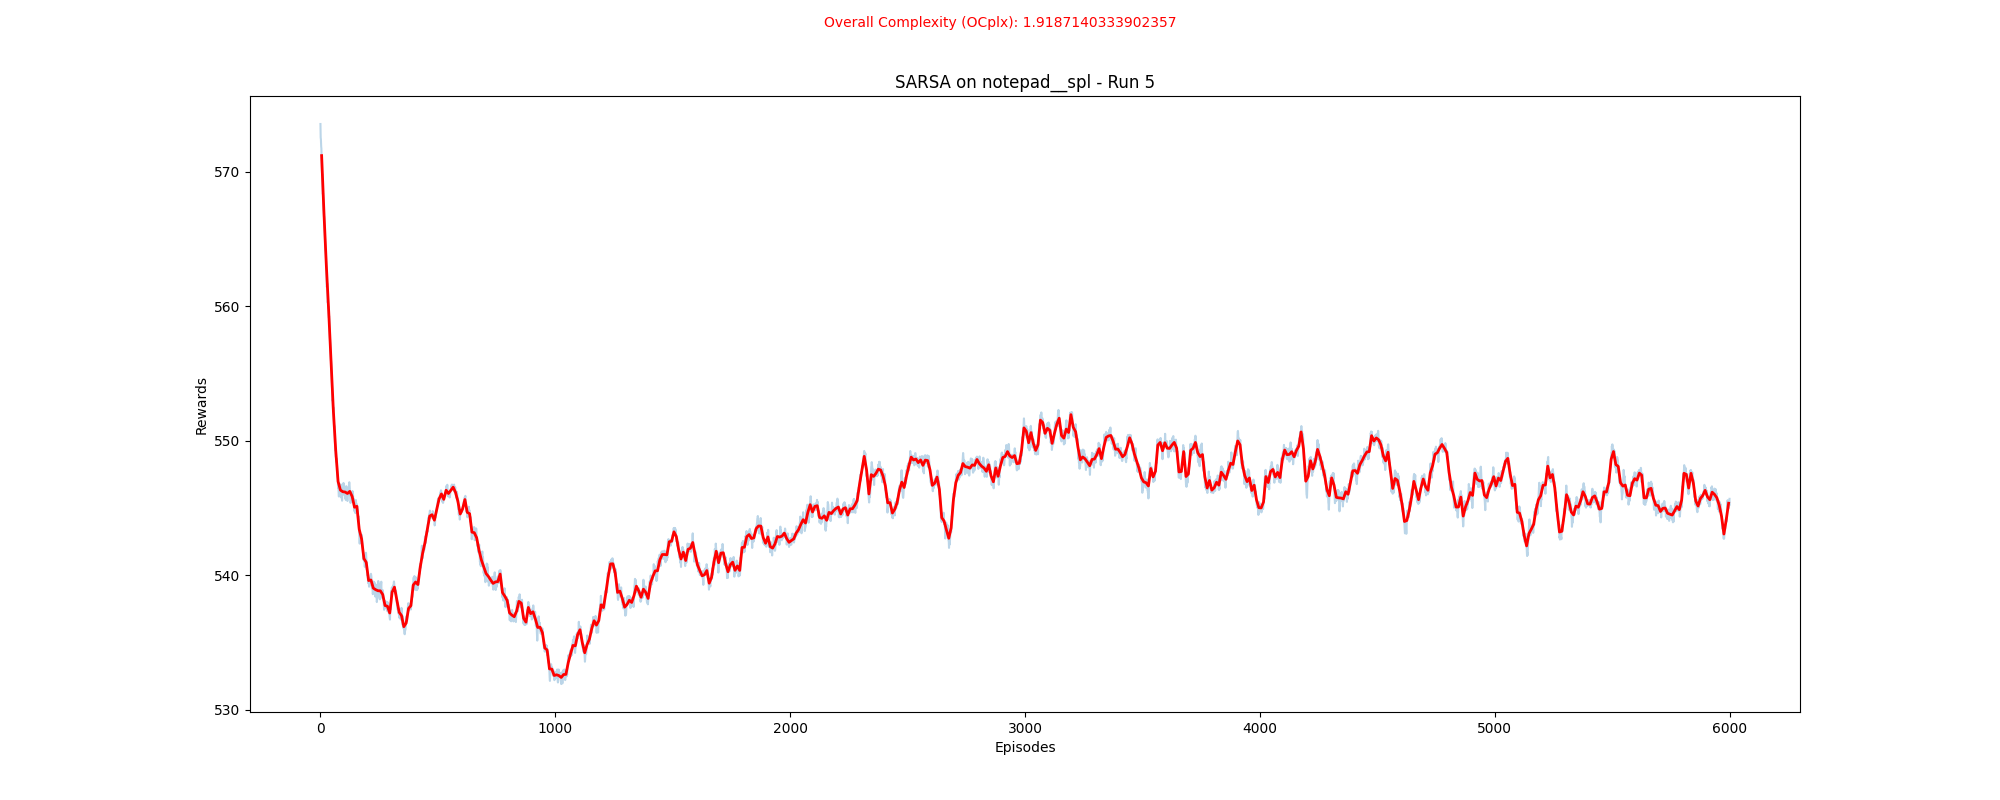 Overall Complexity (OCplx): 1.9187140333902357
SARSA on notepad__spl - Run 5
Rewards
570
560
550
540
530
0 1000 2000 3000 4000 5000 6000
Episodes